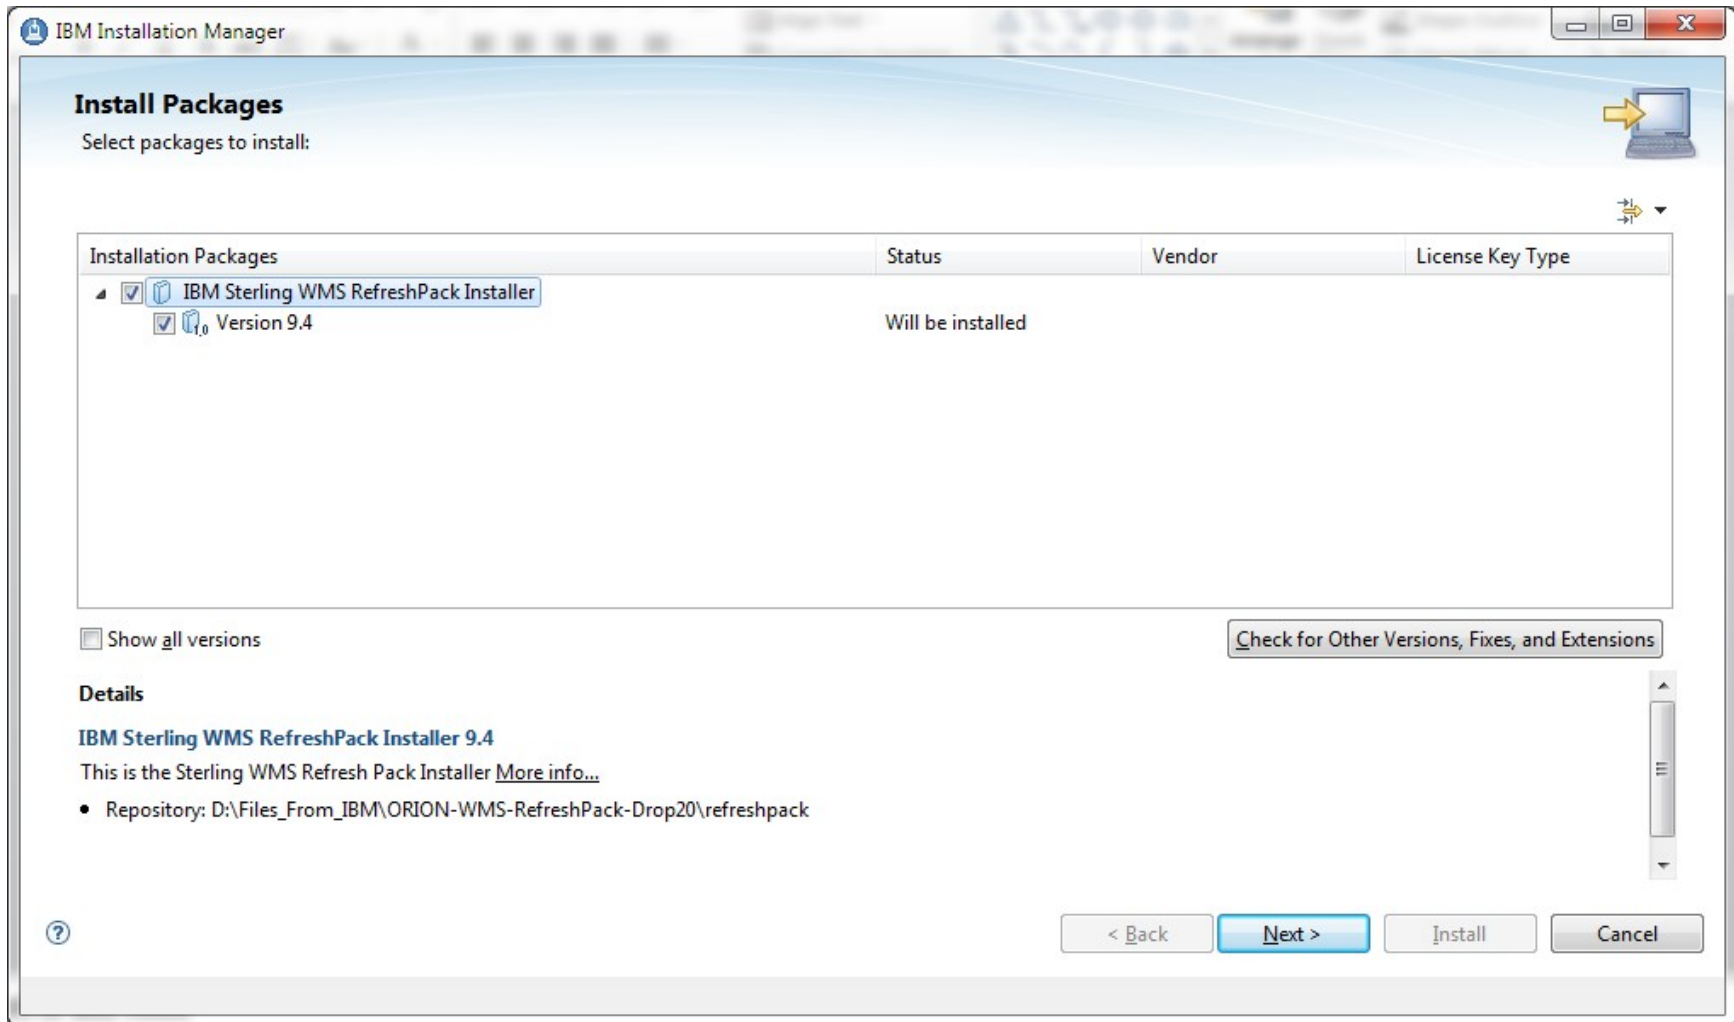 IBM Installation Manager
Install Packages
Select packages to install:
Installation Packages Status Vendor License Key Type
IBM Sterling WMS RefreshPack Installer
Version 9.4 Will be installed
Show all versions Check for Other Versions, Fixes, and Extensions
Details
IBM Sterling WMS RefreshPack Installer 9.4
This is the Sterling WMS Refresh Pack Installer More info...
Repository: D:\Files_From_IBM\ORION-WMS-RefreshPack-Drop20\refreshpack
< Back Next > Install Cancel